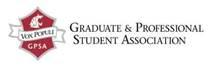 VOX POPULI
GPSA
GRADUATE & PROFESSIONAL
STUDENT ASSOCIATION